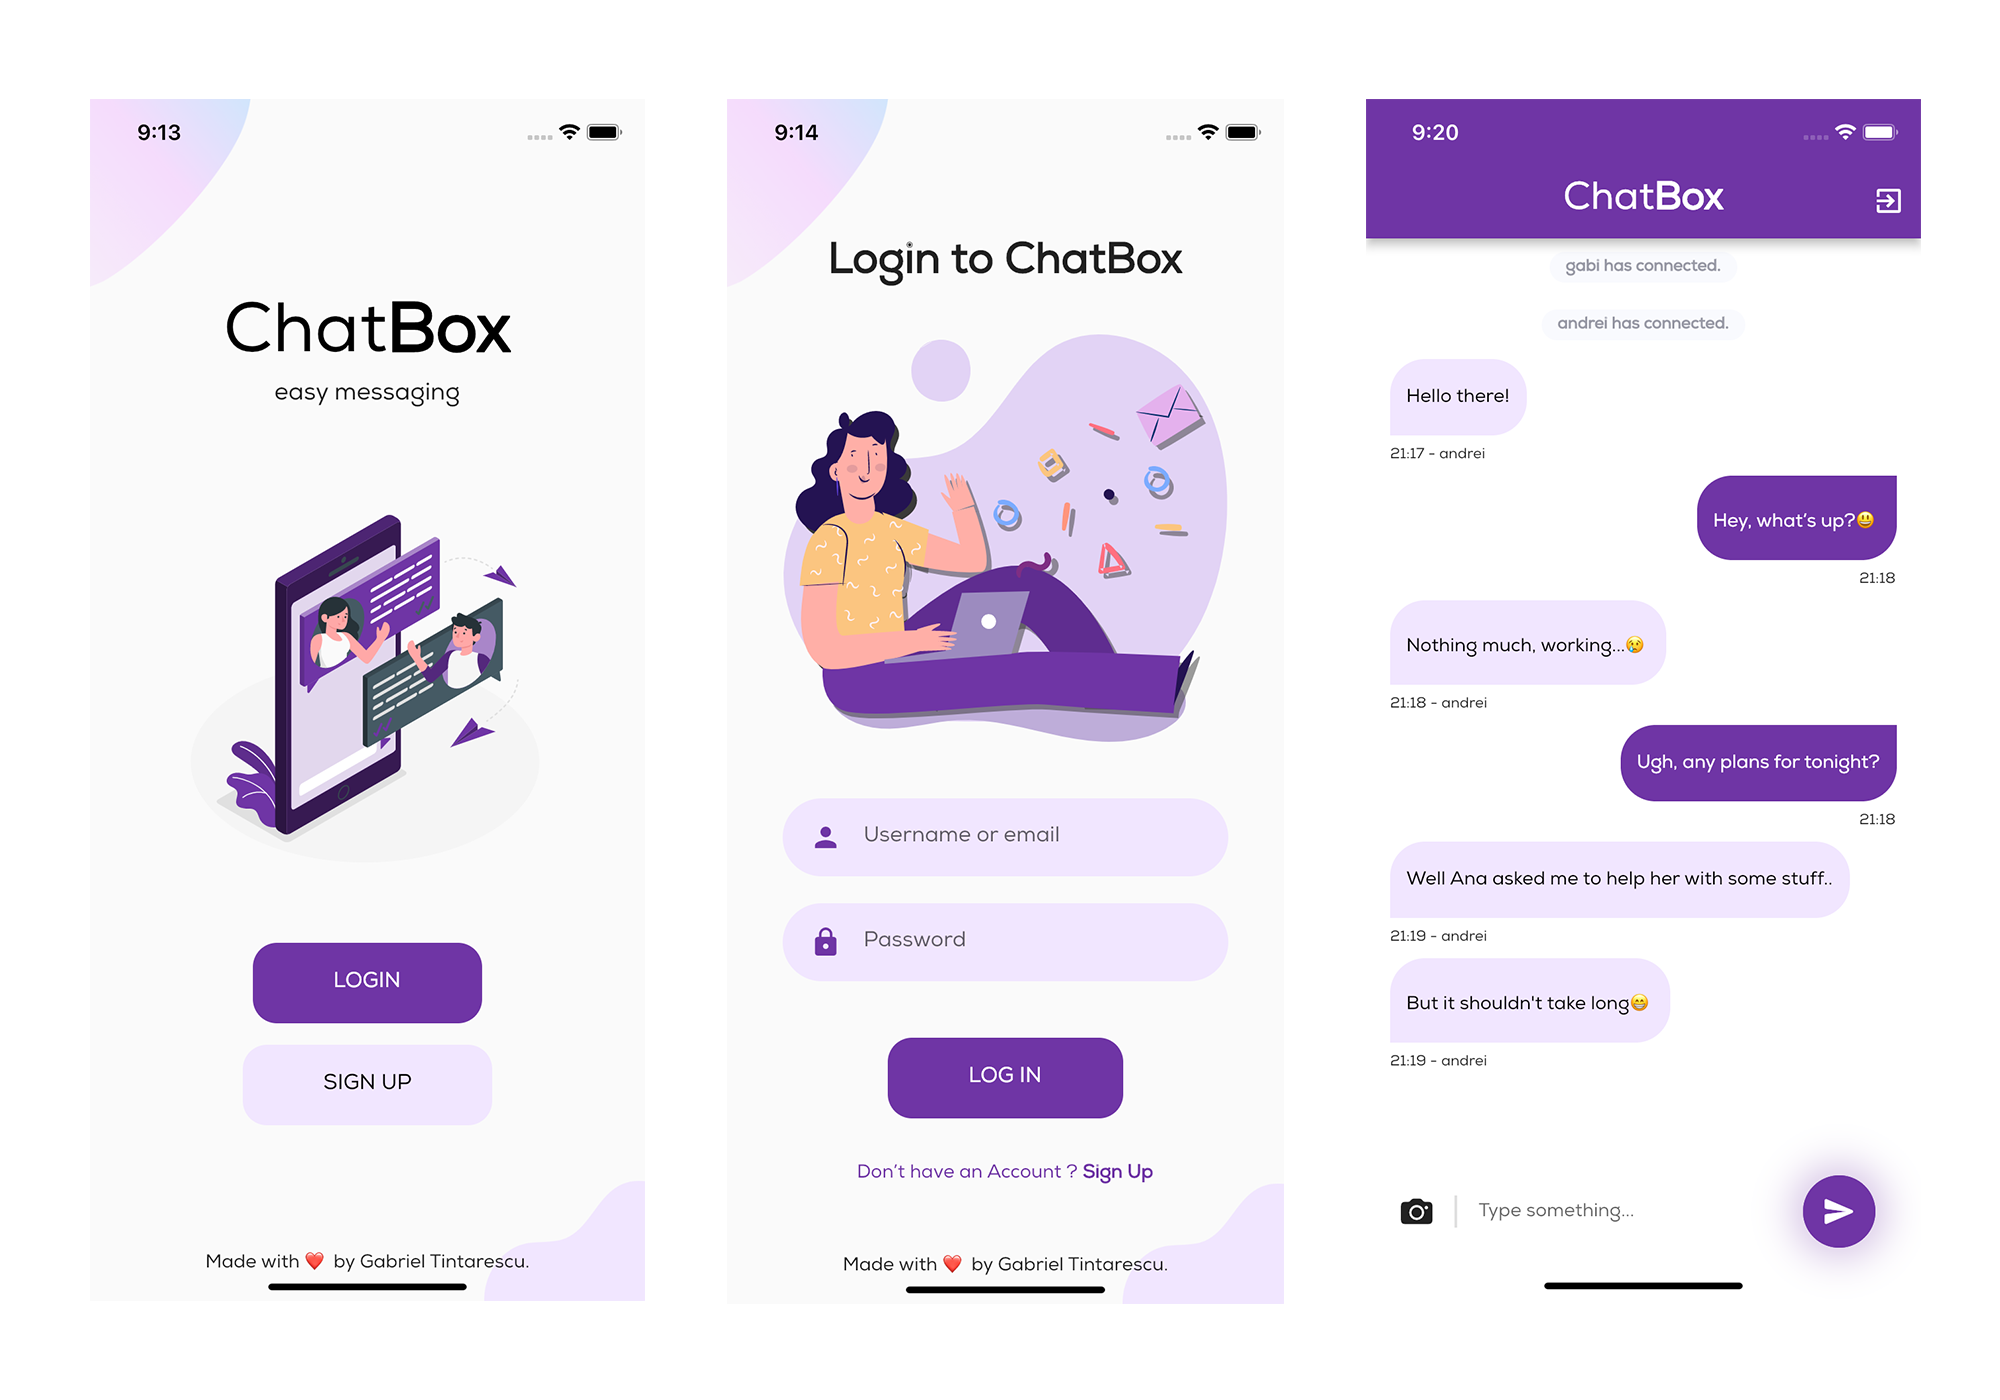 9:13
ChatBox
easy messaging
LOGIN
SIGN UP
Made with ❤️ by Gabriel Tintarescu.
9:14
Login to ChatBox
Username or email
Password
LOG IN
Don't have an Account ? Sign Up
Made with ❤️ by Gabriel Tintarescu.
9:20
ChatBox
gabi has connected.
andrei has connected.
Hello there!
21:17 - andrei
Hey, what's up?😃
21:18
Nothing much, working...😢
21:18 - andrei
Ugh, any plans for tonight?
21:18
Well Ana asked me to help her with some stuff..
21:19 - andrei
But it shouldn't take long😁
21:19 - andrei
Type something...